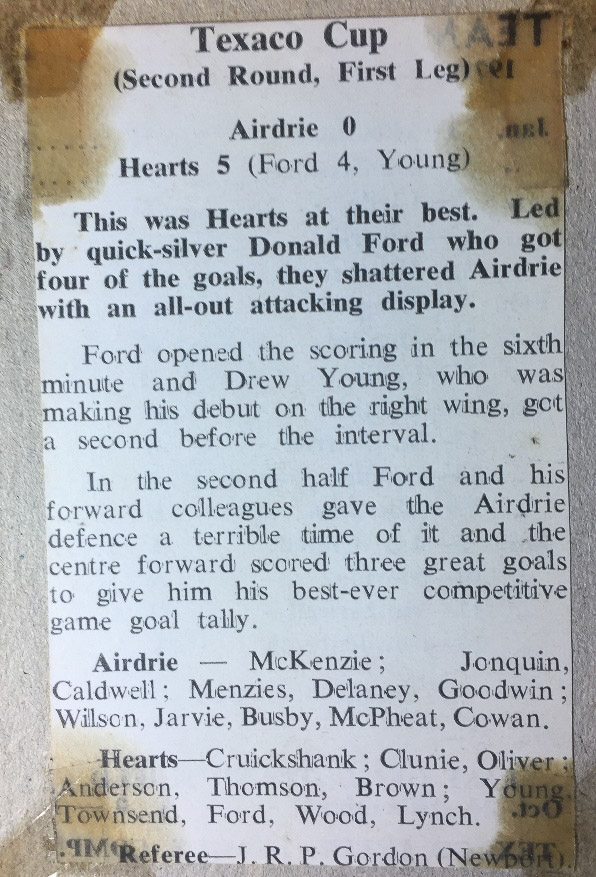 Texaco Cup
(Second Round, First Leg)
Airdrie 0
Hearts 5 (Ford 4, Young)
This was Hearts at their best. Led
by quick-silver Donald Ford who got
four of the goals, they shattered Airdrie
with an all-out attacking display.
Ford opened the scoring in the sixth
minute and Drew Young, who was
making his debut on the right wing, got
a second before the interval.
In the second half Ford and his
forward colleagues gave the Airdrie
defence a terrible time of it and the
centre forward scored three great goals
to give him his best-ever competitive
game goal tally.
Airdrie — McKenzie; Jonquin,
Caldwell; Menzies, Delaney, Goodwin;
Wilson, Jarvie, Busby, McPheat, Cowan.
Hearts—Cruickshank; Clunie, Oliver;
Anderson, Thomson, Brown; Young,
Townsend, Ford, Wood, Lynch.
Referee—J. R. P. Gordon (Newport).